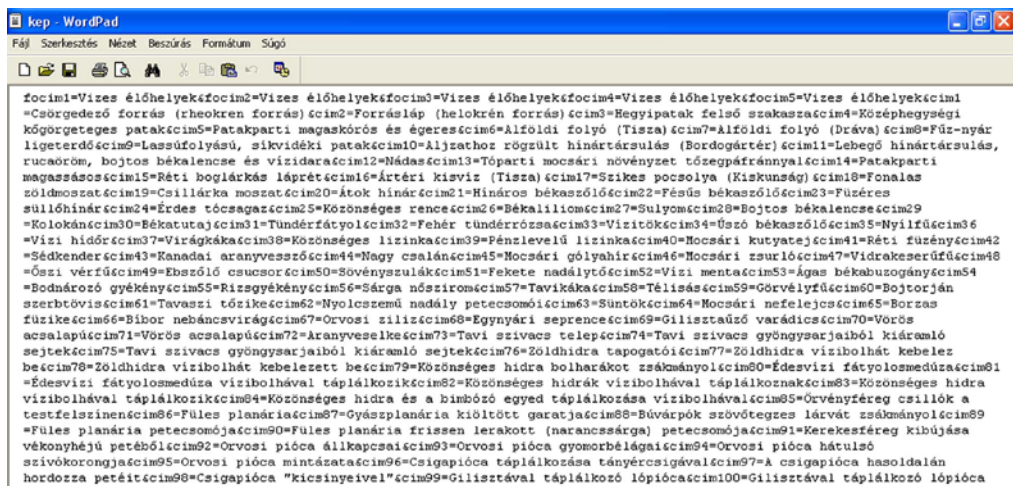 kep - WordPad
Fájl Szerkesztés Nézet Beszúrás Formátum Súgó
focim1=Vizes élőhelyek&focim2=Vizes élőhelyek&focim3=Vizes élőhelyek&focim4=Vizes élőhelyek&focim5=Vizes élőhelyek&cim1
=Csörgedező forrás (rheokren forrás)&cim2=Forrásláp (helokrén forrás)&cim3=Hegyipatak felső szakasza&cim4=Középhegységi
kőgörgeteges patak&cim5=Patakparti magaskórós és égeres&cim6=Alföldi folyó (Tisza)&cim7=Alföldi folyó (Dráva)&cim8=Fűz-nyár
ligeterdő&cim9=Lassúfolyású, síkvidéki patak&cim10=Aljzathoz rögzült hínártársulás (Bordogártér)&cim11=Lebegő hínártársulás,
rucaöröm, bojtos békalencse és vízidara&cim12=Nádas&cim13=Tóparti mocsári növényzet tőzegpáfránnyal&cim14=Patakparti
magassásos&cim15=Réti boglárkás láprét&cim16=Ártéri kisvíz (Tisza)&cim17=Szikes pocsolya (Kiskunság)&cim18=Fonalas
zöldmoszat&cim19=Csillárka moszat&cim20=Átok hínár&cim21=Hínáros békaszőlő&cim22=Fésűs békaszőlő&cim23=Füzéres
süllőhínár&cim24=Érdes tócsagaz&cim25=Közönséges rence&cim26=Békaliliom&cim27=Sulyom&cim28=Bojtos békalencse&cim29
=Kolokán&cim30=Békatutaj&cim31=Tündérfátyol&cim32=Fehér tündérrózsa&cim33=Vízitök&cim34=Úszó békaszőlő&cim35=Nyílfű&cim36
=Vízi hídőr&cim37=Virágkáka&cim38=Közönséges lizinka&cim39=Pénzlevelű lizinka&cim40=Mocsári kutyatej&cim41=Réti füzény&cim42
=Sédkender&cim43=Kanadai aranyvessző&cim44=Nagy csalán&cim45=Mocsári gólyahír&cim46=Mocsári zsurló&cim47=Vidrakeserűfű&cim48
=Őszi vérfű&cim49=Ebszőlő csucsor&cim50=Sövényszulák&cim51=Fekete nadálytő&cim52=Vízi menta&cim53=Ágas békabuzogány&cim54
=Bodnározó gyékény&cim55=Rizsgyékény&cim56=Sárga nőszirom&cim57=Tavikáka&cim58=Télisás&cim59=Görvélyfű&cim60=Bojtorján
szerbtövis&cim61=Tavaszi tőzike&cim62=Nyolcszemű nadály petecsomói&cim63=Süntök&cim64=Mocsári nefelejcs&cim65=Borzas
füzike&cim66=Bíbor nebáncsvirág&cim67=Orvosi ziliz&cim68=Egynyári seprence&cim69=Gilisztaűző varádics&cim70=Vörös
acsalapú&cim71=Vörös acsalapú&cim72=Aranyveselke&cim73=Tavi szivacs telep&cim74=Tavi szivacs gyöngysarjaiból kiáramló
sejtek&cim75=Tavi szivacs gyöngysarjaiból kiáramló sejtek&cim76=Zöldhidra tapogatói&cim77=Zöldhidra vízibolhát kebelez
be&cim78=Zöldhidra vízibolhát kebelezett be&cim79=Közönséges hidra bolharákot zsákmányol&cim80=Édesvízi fátyolosmedúza&cim81
=Édesvízi fátyolosmedúza vízibolhával táplálkozik&cim82=Közönséges hidrák vízibolhával táplálkoznak&cim83=Közönséges hidra
vízibolhával táplálkozik&cim84=Közönséges hidra és a bimbózó egyed táplálkozása vízibolhával&cim85=Örvényféreg csillók a
testfelszínen&cim86=Füles planária&cim87=Gyászplanária kiöltött garatja&cim88=Búvárpók szövőtegzes lárvát zsákmányol&cim89
=Füles planária petecsomója&cim90=Füles planária frissen lerakott (narancssárga) petecsomója&cim91=Kerekesféreg kibújása
vékonyhéjú petéből&cim92=Orvosi pióca állkapcsai&cim93=Orvosi pióca gyomorbélágai&cim94=Orvosi pióca hátulsó
szívókorongja&cim95=Orvosi pióca mintázata&cim96=Csigapióca táplálkozása tányércsigával&cim97=A csigapióca hasoldalán
hordozza petéit&cim98=Csigapióca "kicsinyeivel"&cim99=Gilisztával táplálkozó lópióca&cim100=Gilisztával táplálkozó lópióca